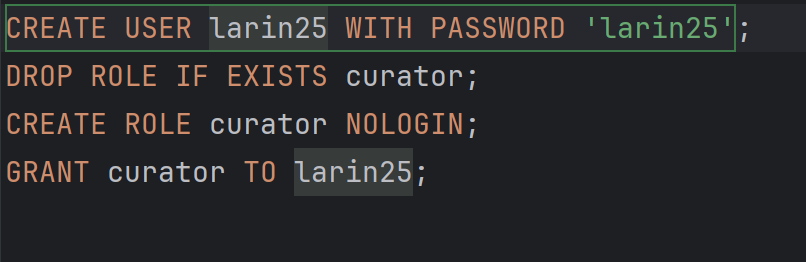 CREATE USER larin25 WITH PASSWORD 'larin25';
DROP ROLE IF EXISTS curator;
CREATE ROLE curator NOLOGIN;
GRANT curator TO larin25;